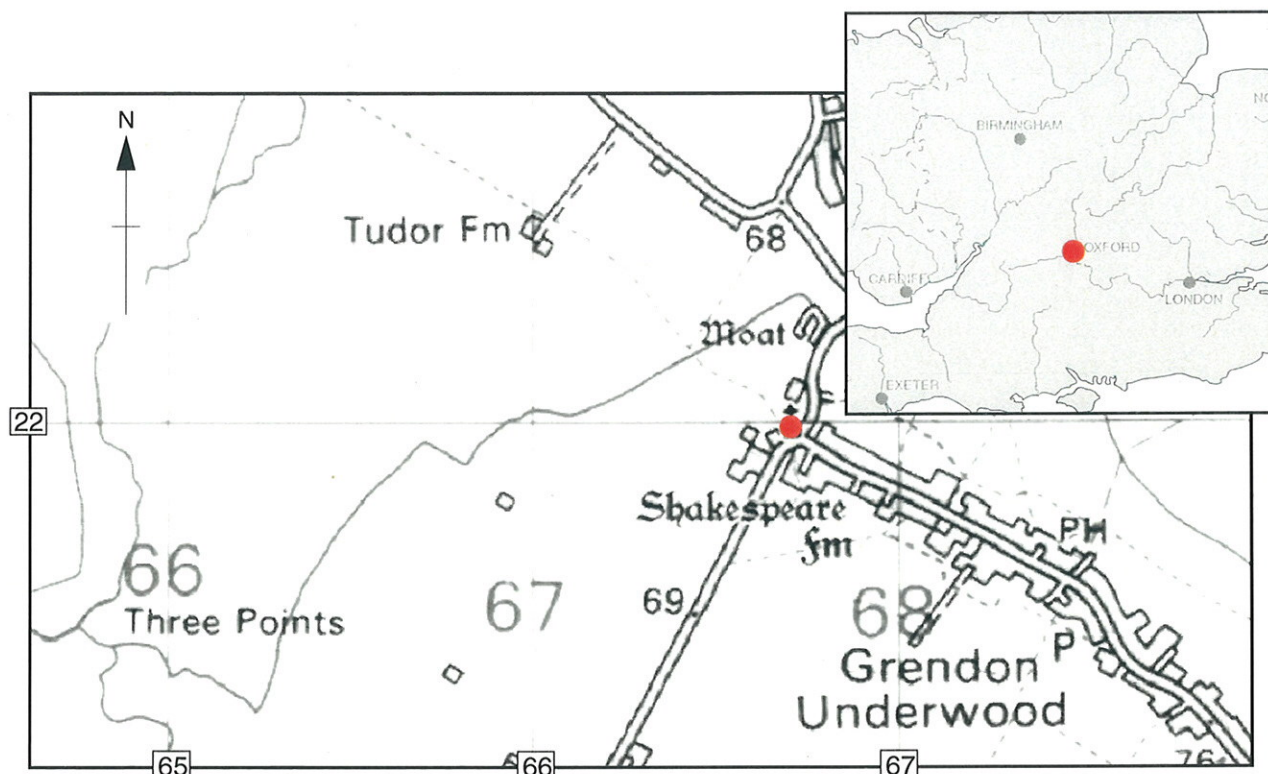 N
BIRMINGHAM
OXFORD
CARDIFF
LONDON
EXETER
Tudor Fm
68
Moat
22
Shakespeare
fm
PH
66
Three Points
67
69
68
P
Grendon
Underwood
76
65
66
67